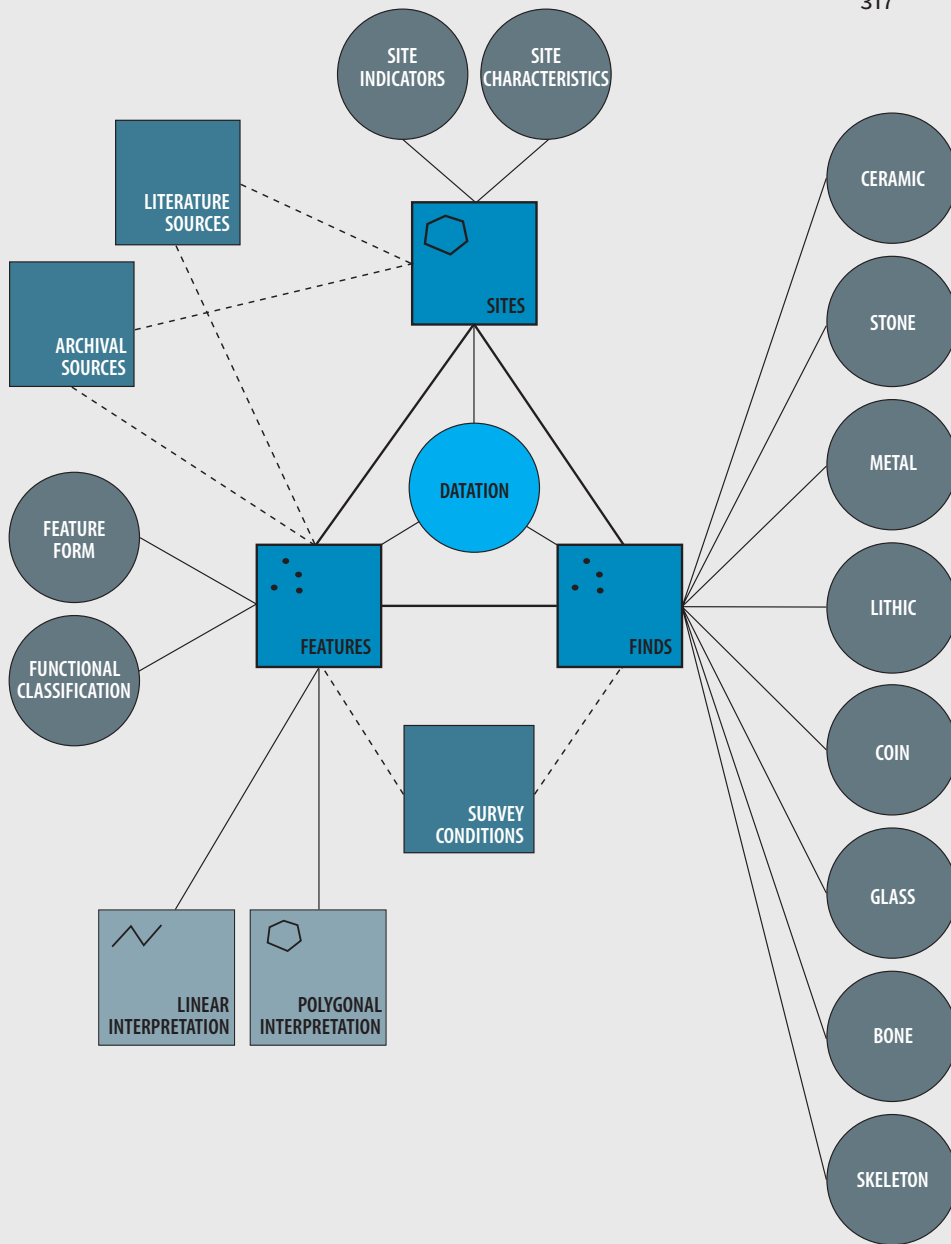 317
SITE
INDICATORS
SITE
CHARACTERISTICS
LITERATURE
SOURCES
ARCHIVAL
SOURCES
SITES
DATATION
FEATURE
FORM
FUNCTIONAL
CLASSIFICATION
FEATURES
FINDS
SURVEY
CONDITIONS
LINEAR
INTERPRETATION
POLYGONAL
INTERPRETATION
CERAMIC
STONE
METAL
LITHIC
COIN
GLASS
BONE
SKELETON